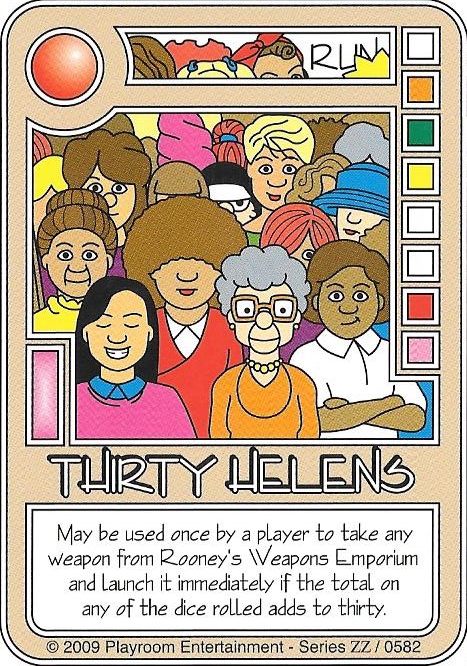 RUN
THIRTY HELENS
May be used once by a player to take any
weapon from Rooney's Weapons Emporium
and launch it immediately if the total on
any of the dice rolled adds to thirty.
© 2009 Playroom Entertainment - Series ZZ / 0582